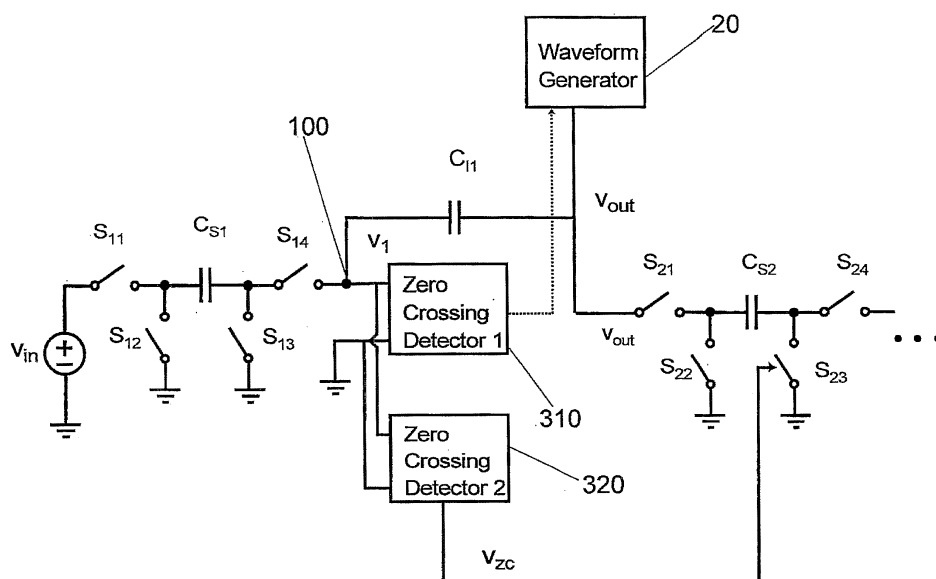 20
Waveform
Generator
100
C_I1
v_out
S_11
C_S1
S_14
v_1
S_21
C_S2
S_24
Zero
Crossing
Detector 1
v_in
S_12
S_13
v_out
S_22
S_23
310
Zero
Crossing
Detector 2
320
v_zc